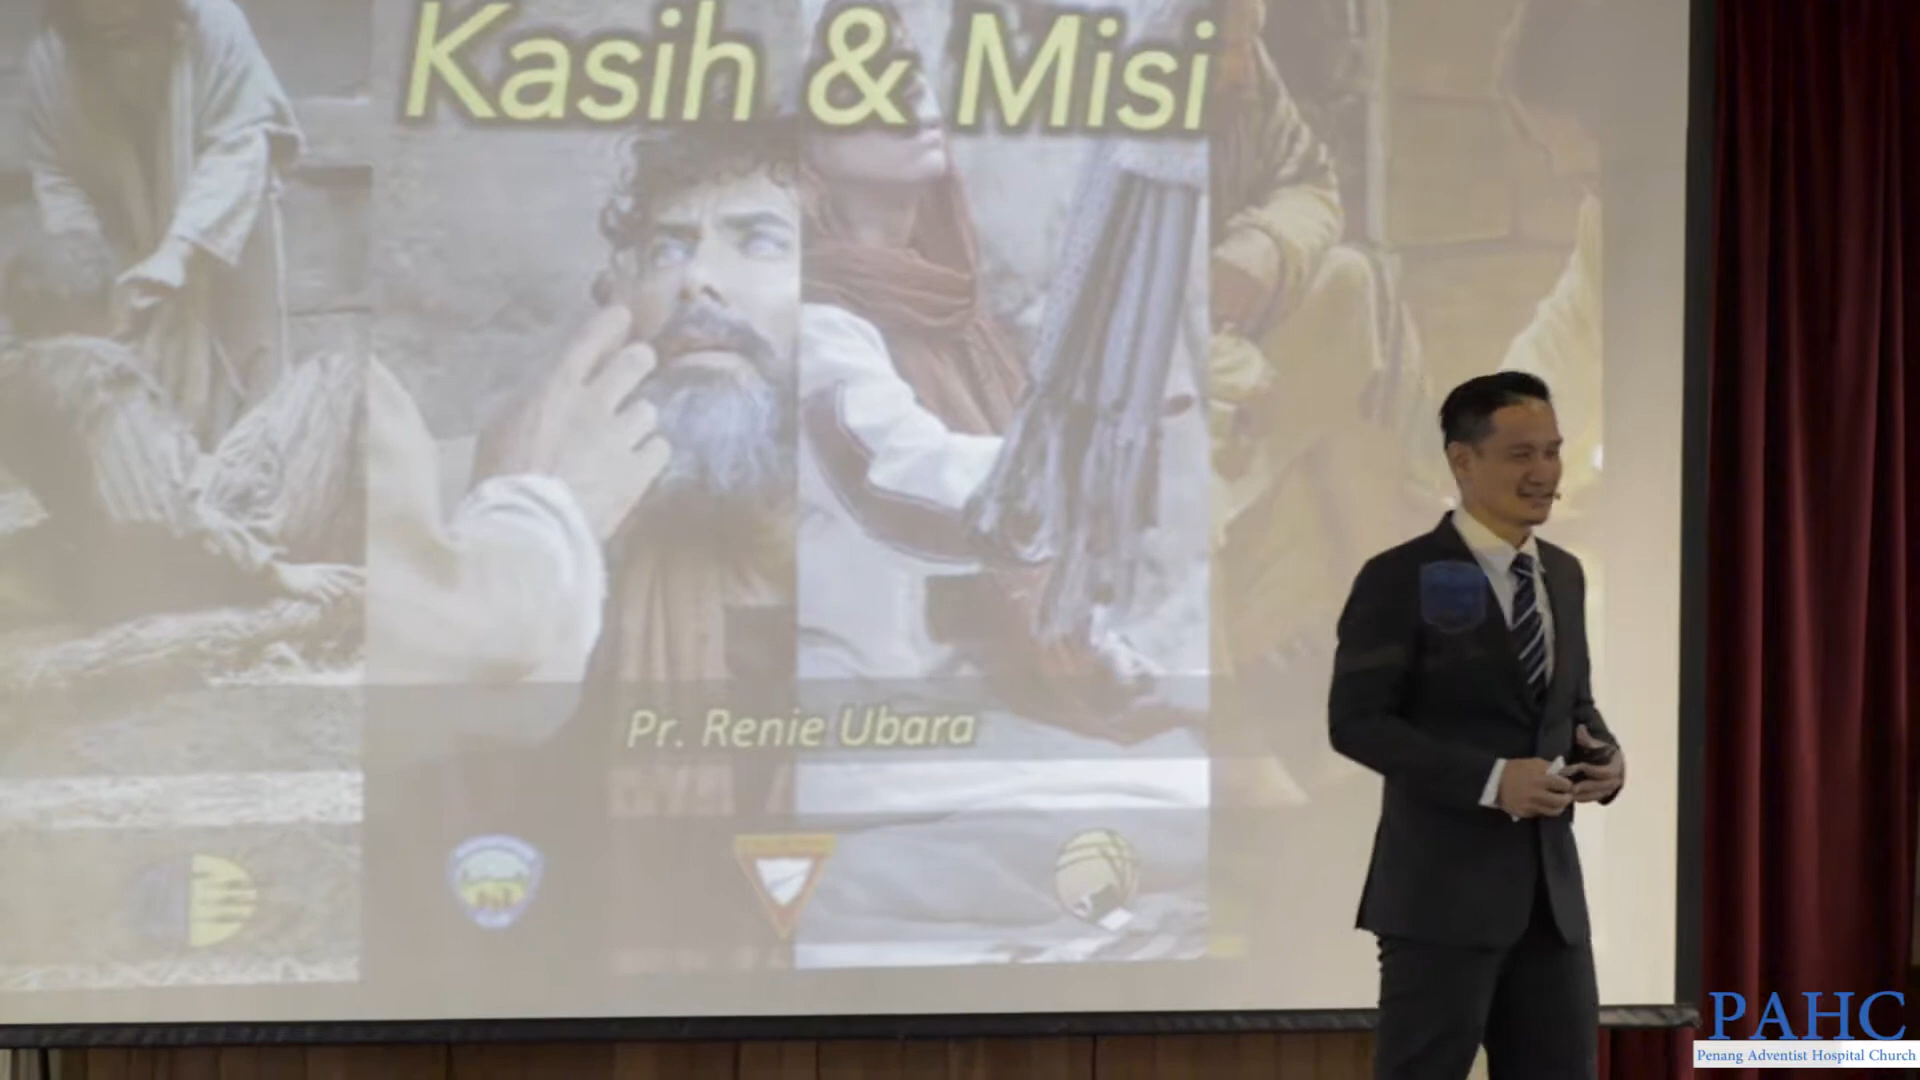 Kasih & Misi
Pr. Renie Ubara
PAHC
Penang Adventist Hospital Church